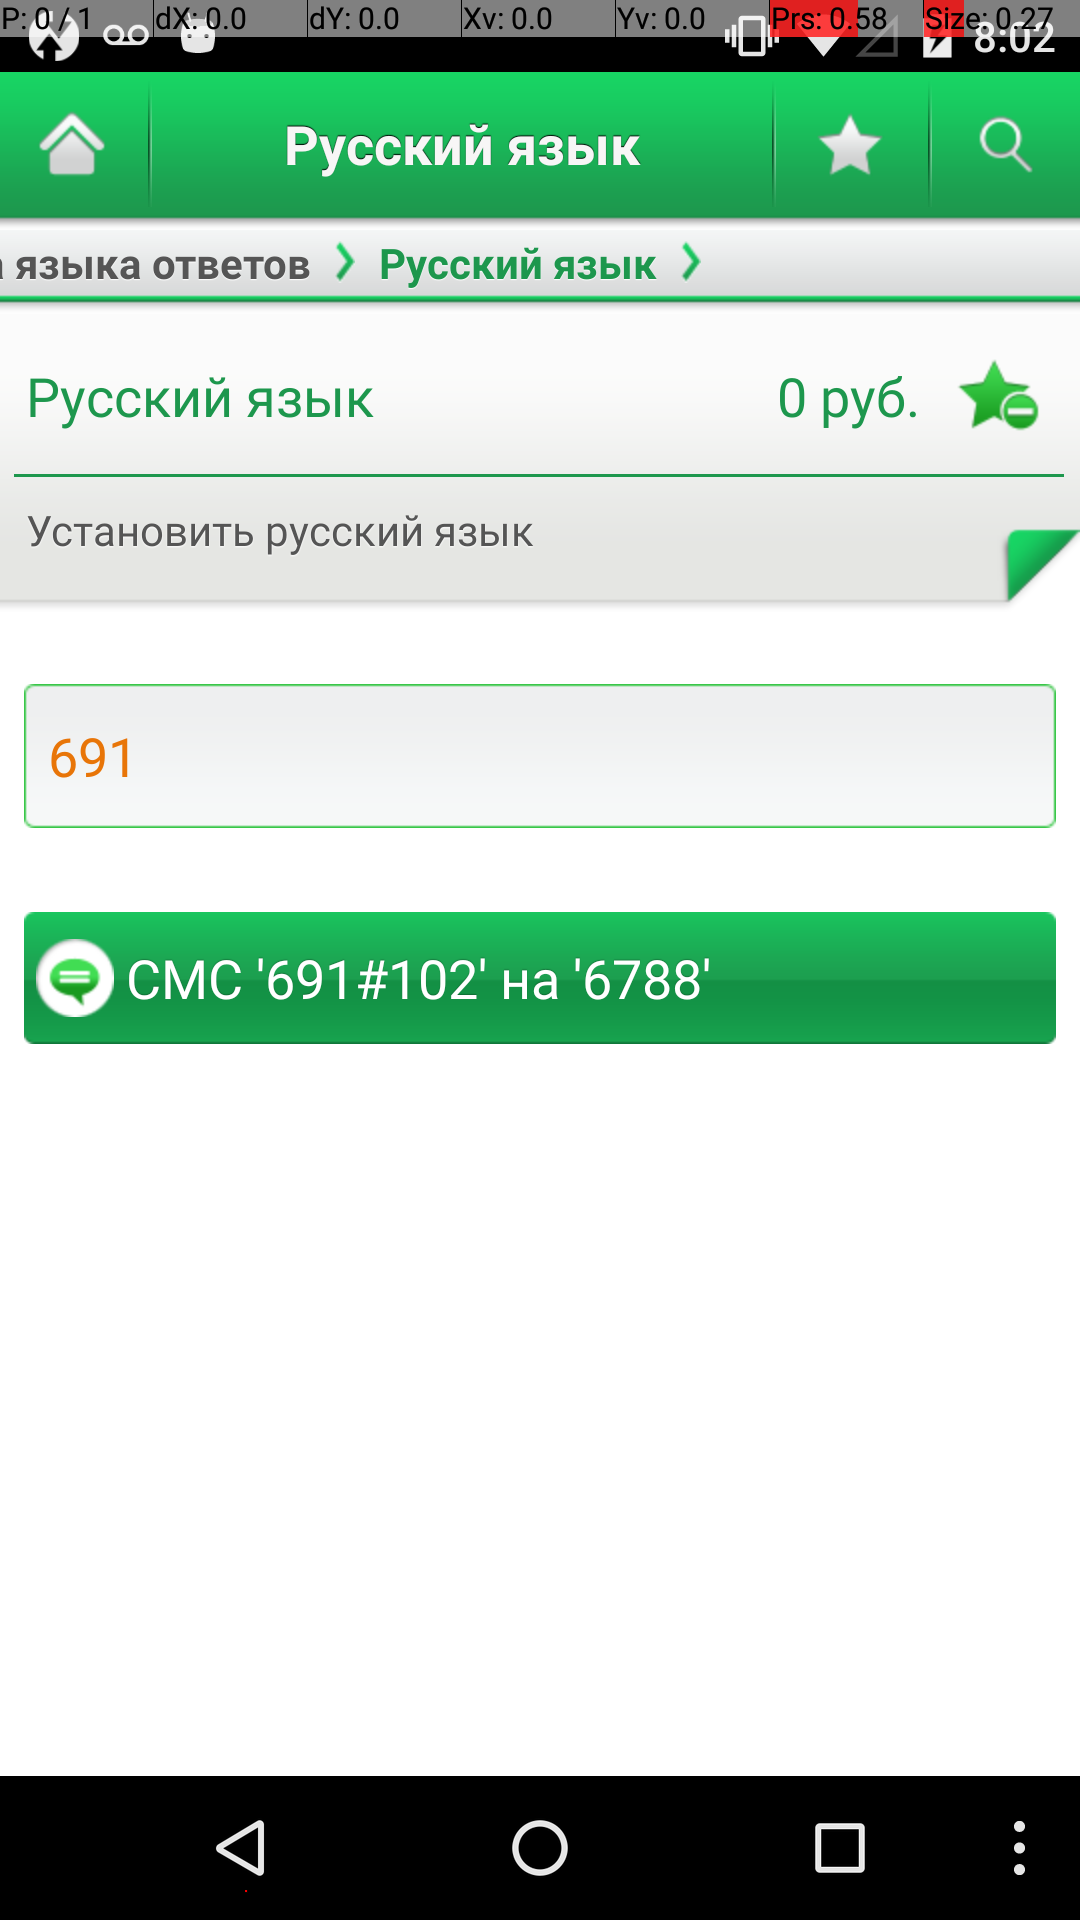 P: 0 / 1 dX: 0.0 dY: 0.0 Xv: 0.0 Yv: 0.0 Prs: 0.58 Size: 0.27
8:02
Русский язык
языка ответов Русский язык
Русский язык 0 руб.
Установить русский язык
691
СМС '691#102' на '6788'